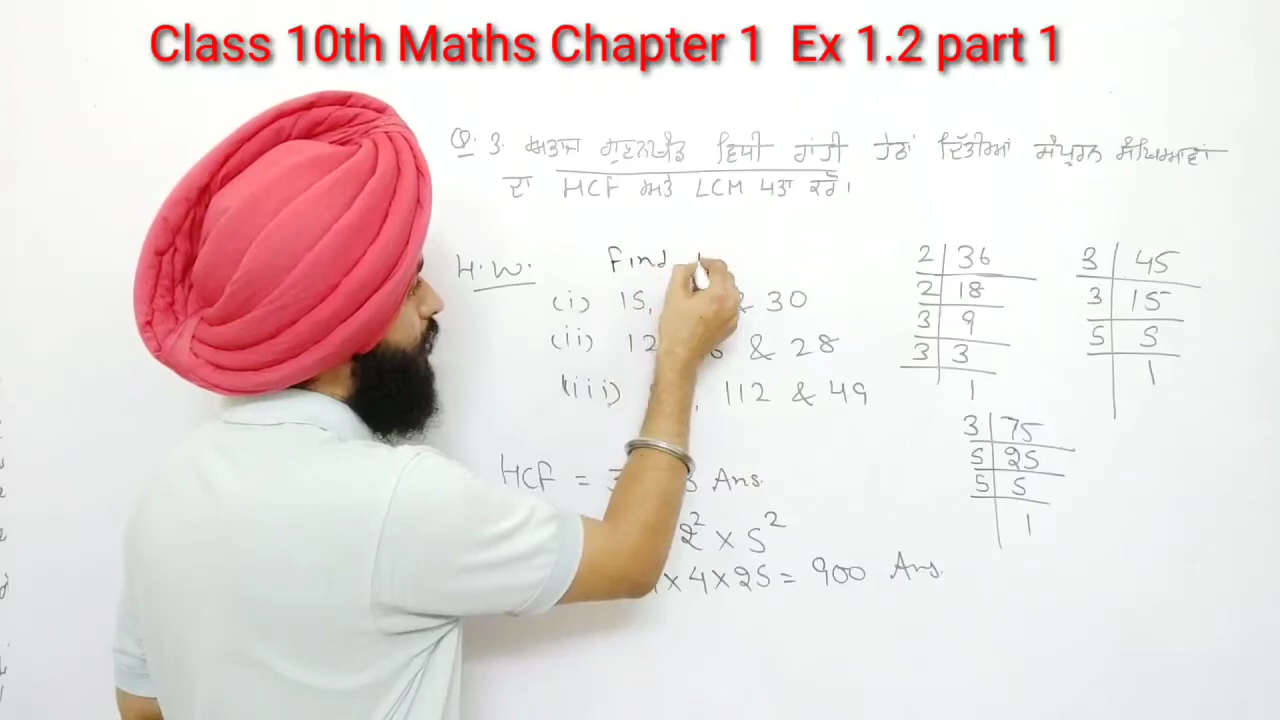 Class 10th Maths Chapter 1 Ex 1.2 part 1
Q. 3. ਅਭਾਜ ਗੁਣਨਖੰਡ ਵਿਧੀ ਰਾਂਹੀ ਹੇਠਾਂ ਦਿੱਤੀਆਂ ਸੰਪੂਰਨ ਸੰਖਿਆਵਾਂ
ਦਾ HCF ਅਤੇ LCM ਪਤਾ ਕਰੋ।
H.W. Find
(i) 15, & 30
(ii) 12 & 28
(iii) , 112 & 49
HCF = 3 Ans.
2² × 5²
× 4 × 25 = 900 Ans.
2 | 36
2 | 18
3 | 9
3 | 3
1
3 | 45
3 | 15
5 | 5
1
3 | 75
5 | 25
5 | 5
1